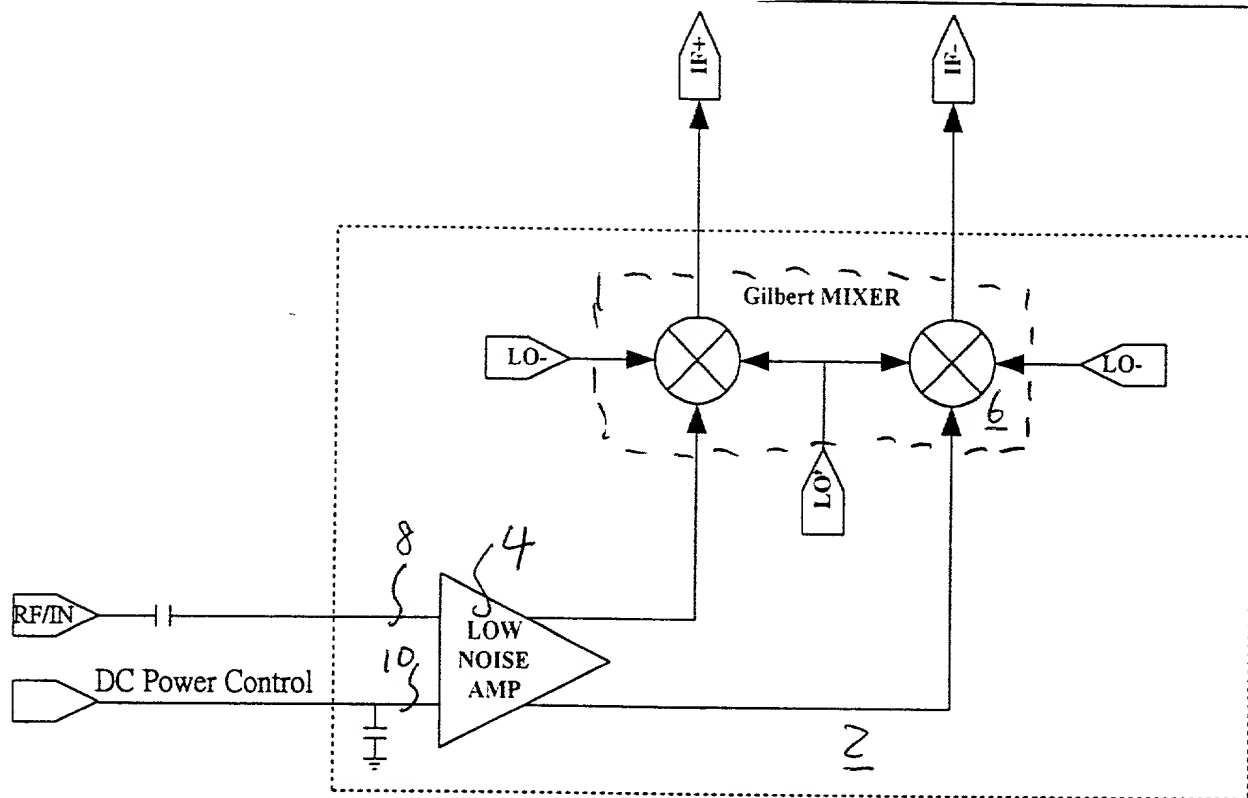 IF+
IF-
Gilbert MIXER
LO-
LO-
6
LO+
8
4
RF/IN
LOW
NOISE
AMP
10
DC Power Control
2